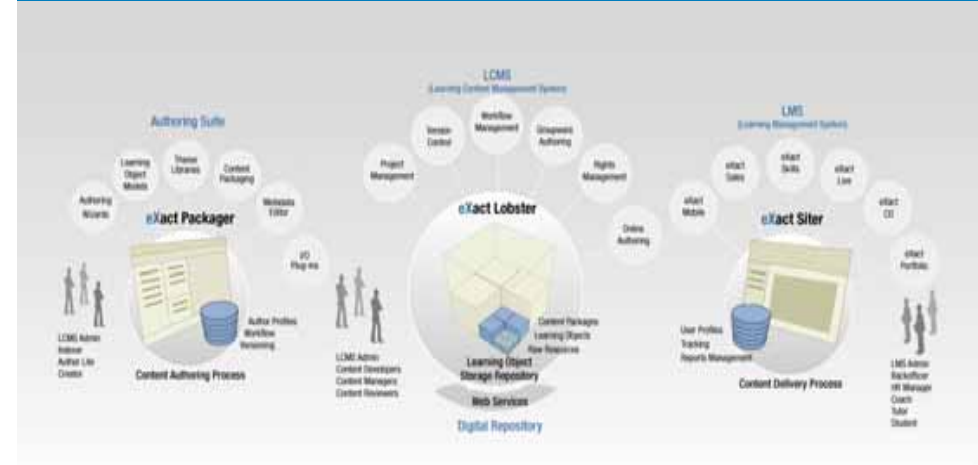 Authoring Suite
Authoring
Wizards
Learning
Object
Models
Theme
Libraries
Content
Packaging
Metadata
Editor
I/O
Plug-ins
eXact Packager
Author Profiles
Workflow
Versioning
LCMS Admin
Indexer
Author Lite
Creator
Content Authoring Process
LCMS
(Learning Content Management System)
Project
Management
Version
Control
Workflow
Management
Groupware
Authoring
Rights
Management
Online
Authoring
eXact Lobster
Content Packages
Learning Objects
Raw Resources
LCMS Admin
Content Developers
Content Managers
Content Reviewers
Learning Object
Storage Repository
Web Services
Digital Repository
LMS
(Learning Management System)
eXact
Mobile
eXact
Sales
eXact
Skills
eXact
Live
eXact
CG
eXact
Portfolio
eXact Siter
User Profiles
Tracking
Reports Management
Content Delivery Process
LMS Admin
Backofficer
HR Manager
Coach
Tutor
Student